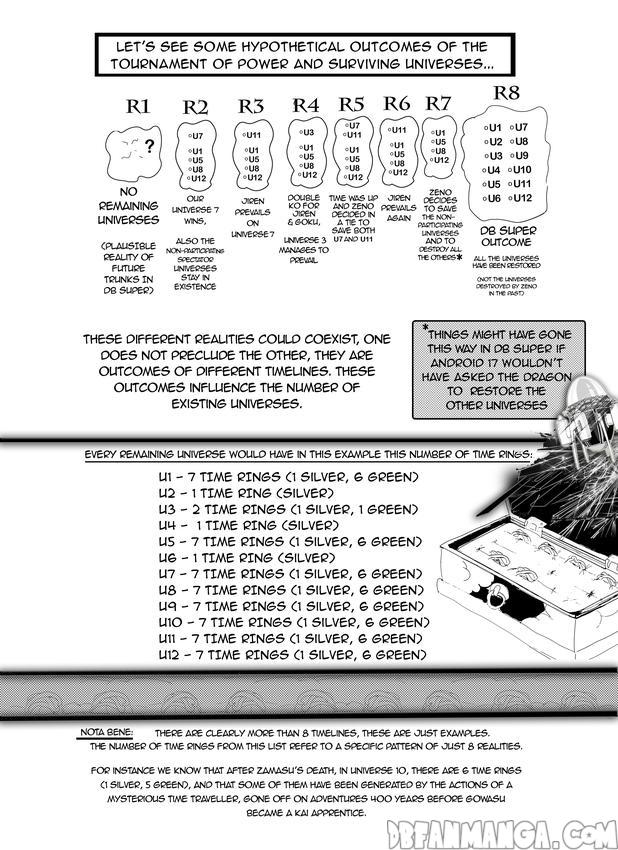 LET'S SEE SOME HYPOTHETICAL OUTCOMES OF THE
TOURNAMENT OF POWER AND SURVIVING UNIVERSES...
R1
R2
R3
R4
R5
R6
R7
R8
?
○U7
○U1
○U5
○U8
○U12
○U11
○U1
○U5
○U8
○U12
○U3
○U1
○U5
○U8
○U12
○U7
○U11
○U1
○U5
○U8
○U12
○U11
○U1
○U5
○U8
○U12
○U1
○U5
○U8
○U12
○U1 ○U7
○U2 ○U8
○U3 ○U9
○U4 ○U10
○U5 ○U11
○U6 ○U12
NO
REMAINING
UNIVERSES
(PLAUSIBLE
REALITY OF
FUTURE
TRUNKS IN
DB SUPER)
OUR
UNIVERSE 7
WINS,
ALSO THE
NON-PARTICIPATING
SPECTATOR
UNIVERSES
STAY IN
EXISTENCE
JIREN
PREVAILS
ON
UNIVERSE 7
DOUBLE
KO FOR
JIREN
& GOKU,
UNIVERSE 3
MANAGES TO
PREVAIL
TIME WAS UP
AND ZENO
DECIDED IN
A TIE TO
SAVE BOTH
U7 AND U11
JIREN
PREVAILS
AGAIN
ZENO
DECIDES
TO SAVE
THE NON-
PARTICIPATING
UNIVERSES
AND TO
DESTROY ALL
THE OTHERS*
DB SUPER
OUTCOME
ALL THE UNIVERSES
HAVE BEEN RESTORED
(NOT THE UNIVERSES
DESTROYED BY ZENO
IN THE PAST)
THESE DIFFERENT REALITIES COULD COEXIST, ONE
DOES NOT PRECLUDE THE OTHER, THEY ARE
OUTCOMES OF DIFFERENT TIMELINES. THESE
OUTCOMES INFLUENCE THE NUMBER OF
EXISTING UNIVERSES.
*THINGS MIGHT HAVE GONE
THIS WAY IN DB SUPER IF
ANDROID 17 WOULDN'T
HAVE ASKED THE DRAGON
TO RESTORE THE
OTHER UNIVERSES
EVERY REMAINING UNIVERSE WOULD HAVE IN THIS EXAMPLE THIS NUMBER OF TIME RINGS:
U1 - 7 TIME RINGS (1 SILVER, 6 GREEN)
U2 - 1 TIME RING (SILVER)
U3 - 2 TIME RINGS (1 SILVER, 1 GREEN)
U4 - 1 TIME RING (SILVER)
U5 - 7 TIME RINGS (1 SILVER, 6 GREEN)
U6 - 1 TIME RING (SILVER)
U7 - 7 TIME RINGS (1 SILVER, 6 GREEN)
U8 - 7 TIME RINGS (1 SILVER, 6 GREEN)
U9 - 7 TIME RINGS (1 SILVER, 6 GREEN)
U10 - 7 TIME RINGS (1 SILVER, 6 GREEN)
U11 - 7 TIME RINGS (1 SILVER, 6 GREEN)
U12 - 7 TIME RINGS (1 SILVER, 6 GREEN)
NOTA BENE: THERE ARE CLEARLY MORE THAN 8 TIMELINES, THESE ARE JUST EXAMPLES.
THE NUMBER OF TIME RINGS FROM THIS LIST REFER TO A SPECIFIC PATTERN OF JUST 8 REALITIES.
FOR INSTANCE WE KNOW THAT AFTER ZAMASU'S DEATH, IN UNIVERSE 10, THERE ARE 6 TIME RINGS
(1 SILVER, 5 GREEN), AND THAT SOME OF THEM HAVE BEEN GENERATED BY THE ACTIONS OF A
MYSTERIOUS TIME TRAVELLER, GONE OFF ON ADVENTURES 400 YEARS BEFORE GOWASU
BECAME A KAI APPRENTICE.
DBFANMANGA.COM